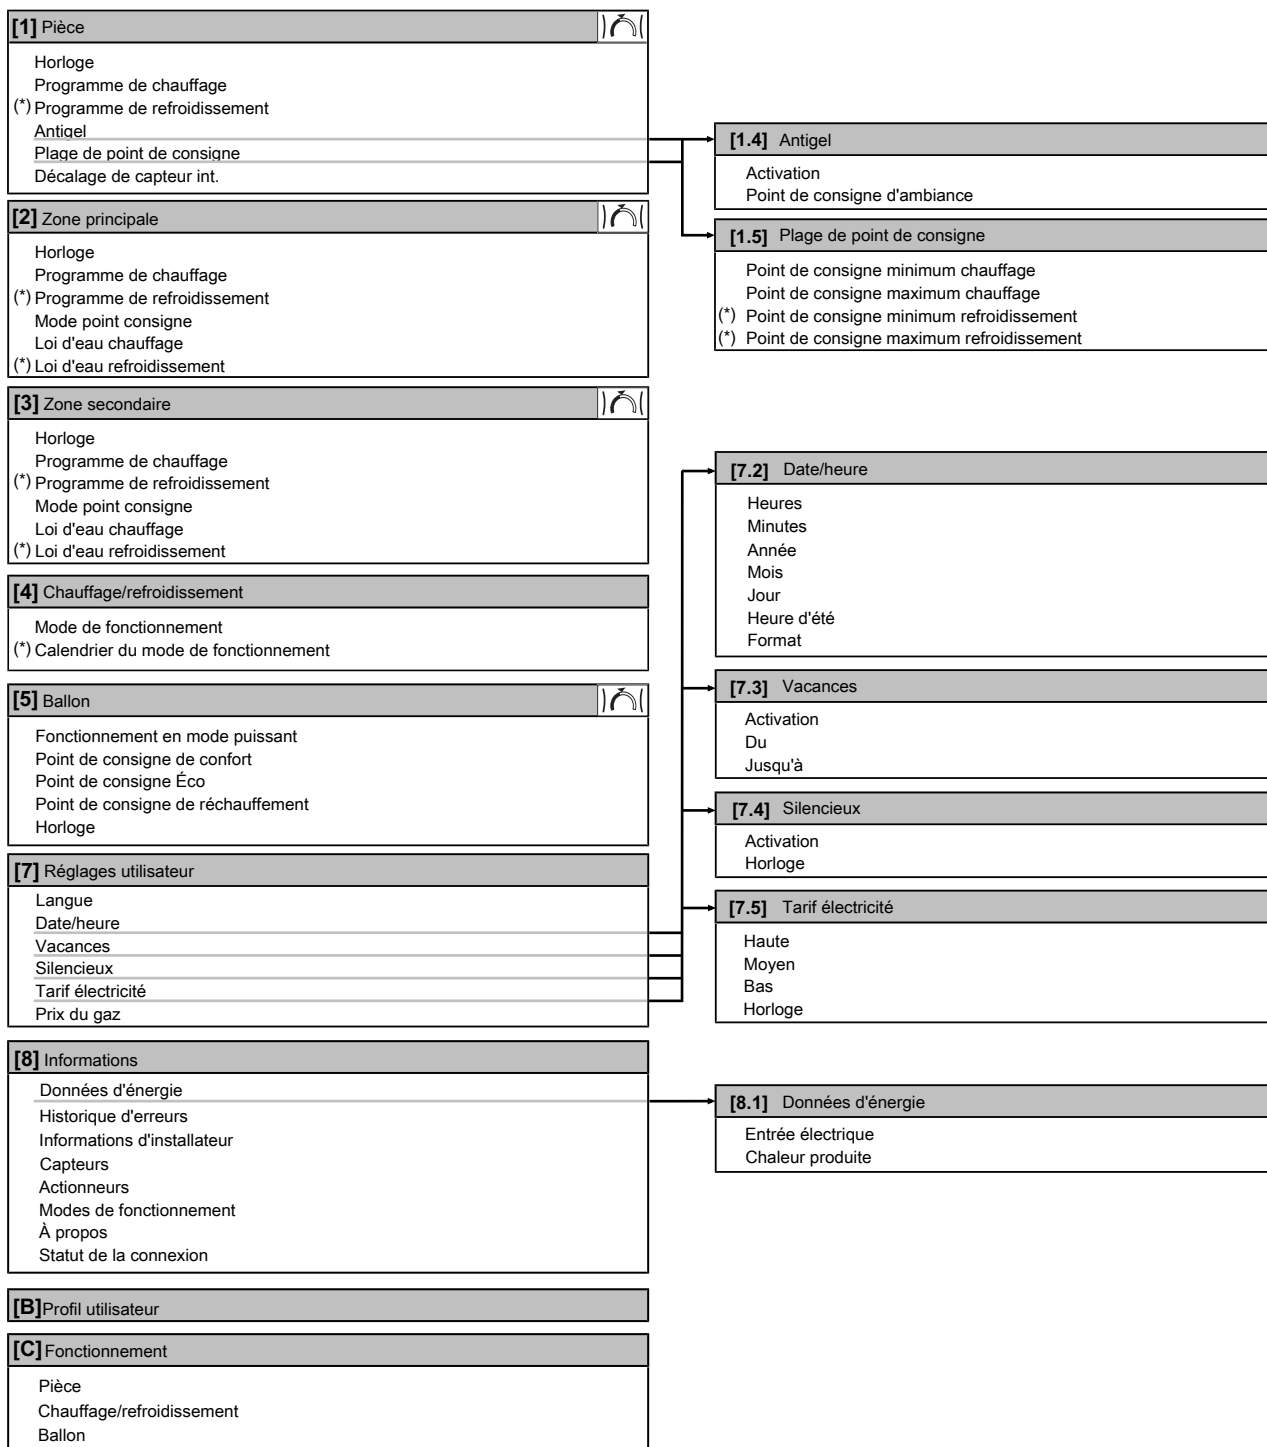 [1] Pièce
Horloge
Programme de chauffage
(*) Programme de refroidissement
Antigel
Plage de point de consigne
Décalage de capteur int.
[2] Zone principale
Horloge
Programme de chauffage
(*) Programme de refroidissement
Mode point consigne
Loi d'eau chauffage
(*) Loi d'eau refroidissement
[3] Zone secondaire
Horloge
Programme de chauffage
(*) Programme de refroidissement
Mode point consigne
Loi d'eau chauffage
(*) Loi d'eau refroidissement
[4] Chauffage/refroidissement
Mode de fonctionnement
(*) Calendrier du mode de fonctionnement
[5] Ballon
Fonctionnement en mode puissant
Point de consigne de confort
Point de consigne Éco
Point de consigne de réchauffement
Horloge
[7] Réglages utilisateur
Langue
Date/heure
Vacances
Silencieux
Tarif électricité
Prix du gaz
[8] Informations
Données d'énergie
Historique d'erreurs
Informations d'installateur
Capteurs
Actionneurs
Modes de fonctionnement
À propos
Statut de la connexion
[B] Profil utilisateur
[C] Fonctionnement
Pièce
Chauffage/refroidissement
Ballon
[1.4] Antigel
Activation
Point de consigne d'ambiance
[1.5] Plage de point de consigne
Point de consigne minimum chauffage
Point de consigne maximum chauffage
(*) Point de consigne minimum refroidissement
(*) Point de consigne maximum refroidissement
[7.2] Date/heure
Heures
Minutes
Année
Mois
Jour
Heure d'été
Format
[7.3] Vacances
Activation
Du
Jusqu'à
[7.4] Silencieux
Activation
Horloge
[7.5] Tarif électricité
Haute
Moyen
Bas
Horloge
[8.1] Données d'énergie
Entrée électrique
Chaleur produite